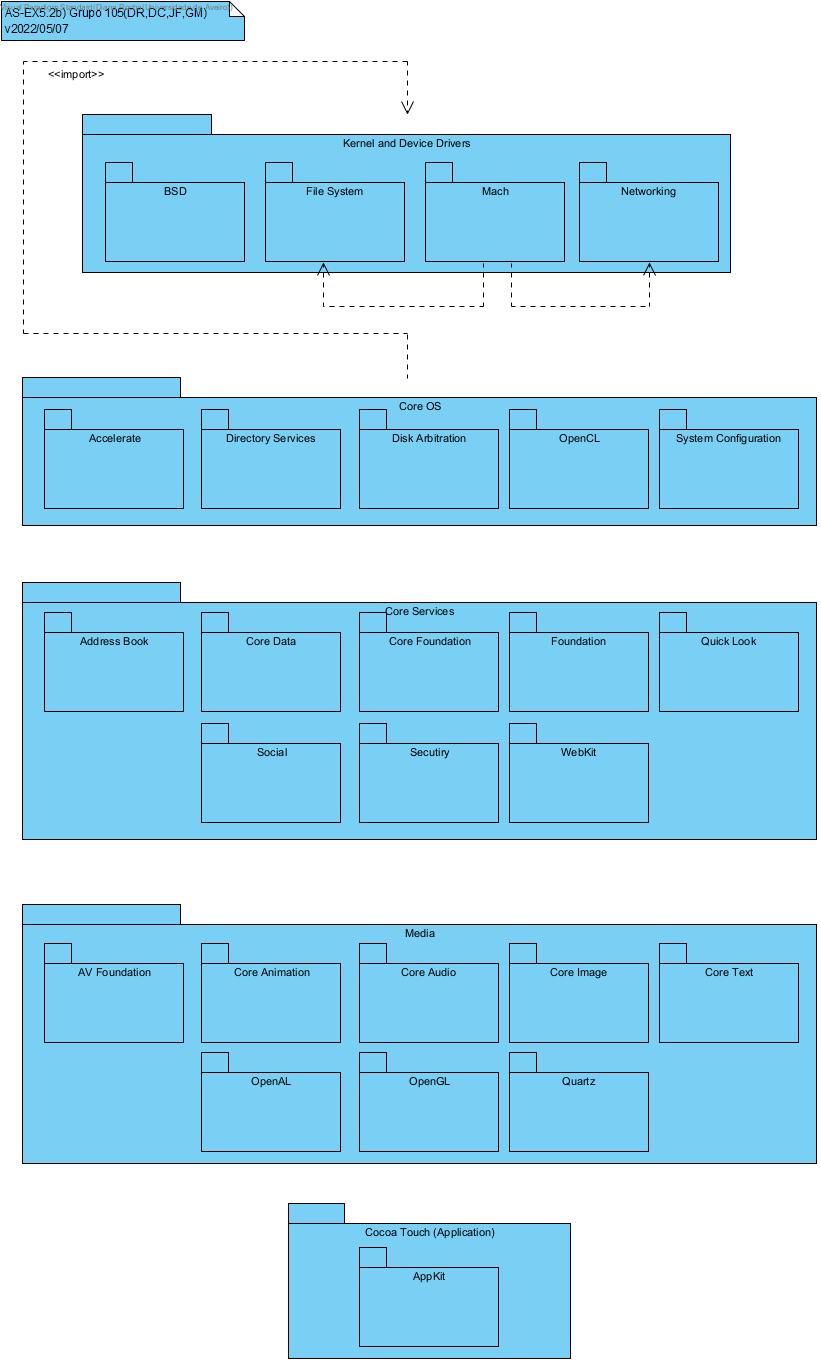 AS-EX5.2b) Grupo 105(DR,DC,JF,GM)
v2022/05/07
<<import>>
Kernel and Device Drivers
BSD
File System
Mach
Networking
Core OS
Accelerate
Directory Services
Disk Arbitration
OpenCL
System Configuration
Core Services
Address Book
Core Data
Core Foundation
Foundation
Quick Look
Social
Secutiry
WebKit
Media
AV Foundation
Core Animation
Core Audio
Core Image
Core Text
OpenAL
OpenGL
Quartz
Cocoa Touch (Application)
AppKit